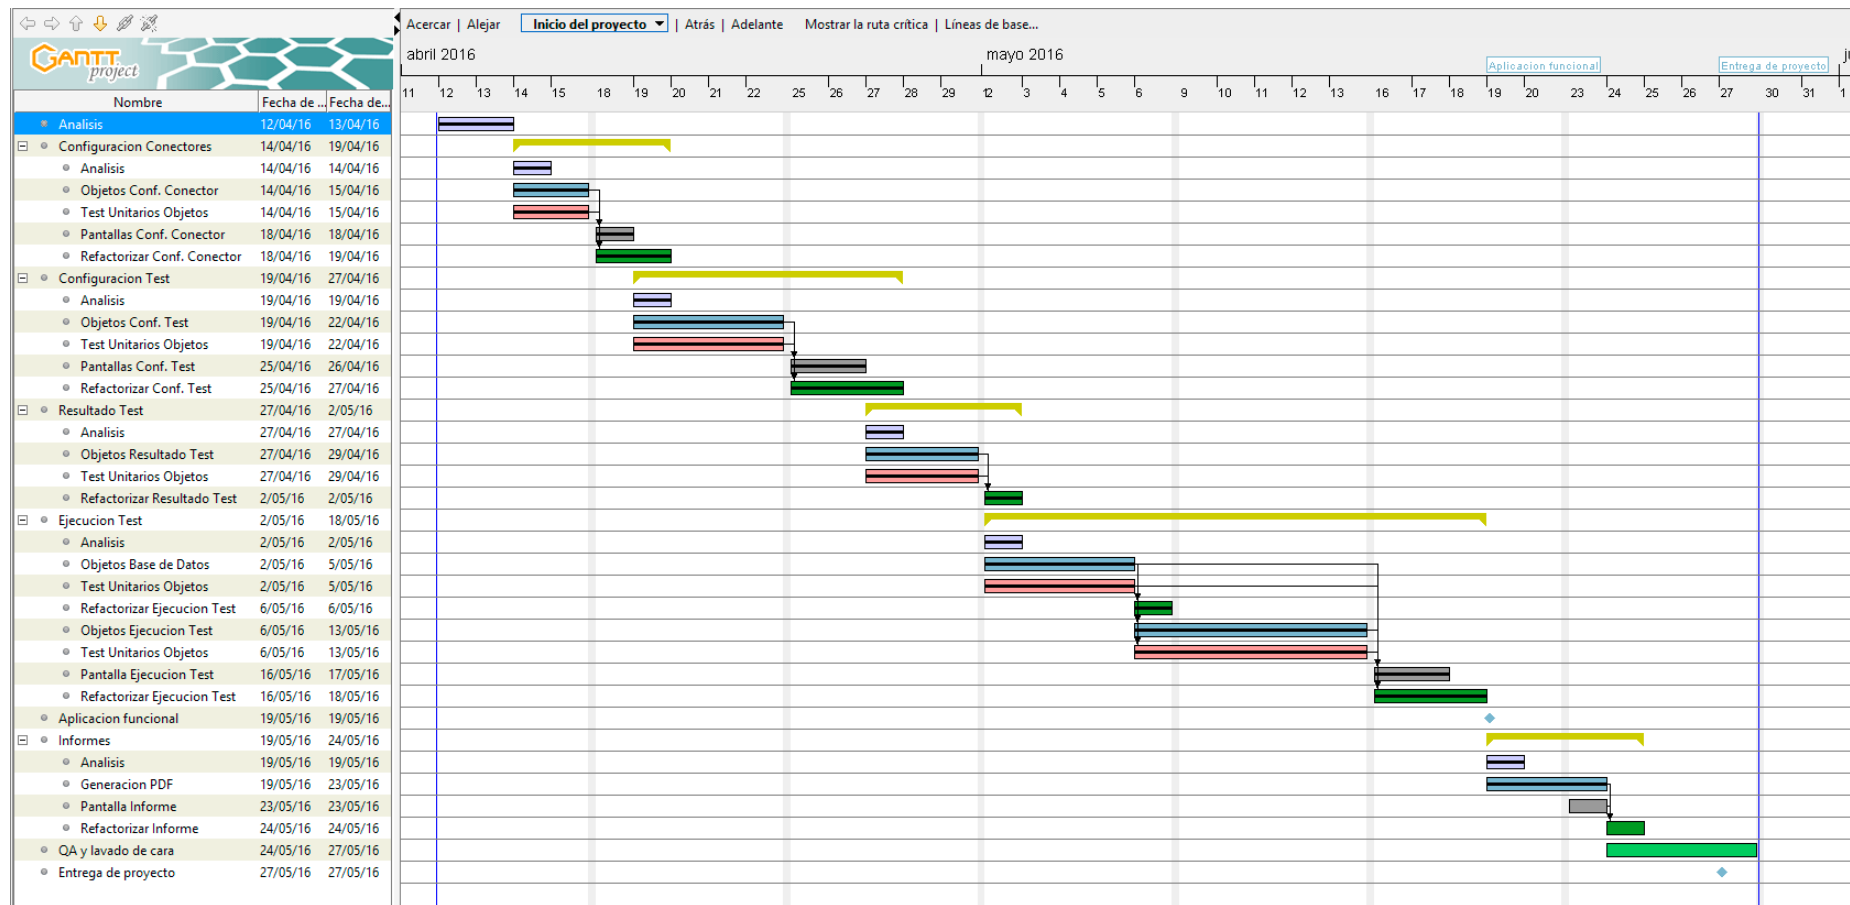 Acercar | Alejar Inicio del proyecto | Atrás | Adelante Mostrar la ruta crítica | Líneas de base...
GANTT project
abril 2016 mayo 2016
Aplicacion funcional Entrega de proyecto
Nombre Fecha de ... Fecha de...
11 12 13 14 15 18 19 20 21 22 25 26 27 28 29 2 3 4 5 6 9 10 11 12 13 16 17 18 19 20 23 24 25 26 27 30 31 1
Analisis 12/04/16 13/04/16
Configuracion Conectores 14/04/16 19/04/16
Analisis 14/04/16 14/04/16
Objetos Conf. Conector 14/04/16 15/04/16
Test Unitarios Objetos 14/04/16 15/04/16
Pantallas Conf. Conector 18/04/16 18/04/16
Refactorizar Conf. Conector 18/04/16 19/04/16
Configuracion Test 19/04/16 27/04/16
Analisis 19/04/16 19/04/16
Objetos Conf. Test 19/04/16 22/04/16
Test Unitarios Objetos 19/04/16 22/04/16
Pantallas Conf. Test 25/04/16 26/04/16
Refactorizar Conf. Test 25/04/16 27/04/16
Resultado Test 27/04/16 2/05/16
Analisis 27/04/16 27/04/16
Objetos Resultado Test 27/04/16 29/04/16
Test Unitarios Objetos 27/04/16 29/04/16
Refactorizar Resultado Test 2/05/16 2/05/16
Ejecucion Test 2/05/16 18/05/16
Analisis 2/05/16 2/05/16
Objetos Base de Datos 2/05/16 5/05/16
Test Unitarios Objetos 2/05/16 5/05/16
Refactorizar Ejecucion Test 6/05/16 6/05/16
Objetos Ejecucion Test 6/05/16 13/05/16
Test Unitarios Objetos 6/05/16 13/05/16
Pantalla Ejecucion Test 16/05/16 17/05/16
Refactorizar Ejecucion Test 16/05/16 18/05/16
Aplicacion funcional 19/05/16 19/05/16
Informes 19/05/16 24/05/16
Analisis 19/05/16 19/05/16
Generacion PDF 19/05/16 23/05/16
Pantalla Informe 23/05/16 23/05/16
Refactorizar Informe 24/05/16 24/05/16
QA y lavado de cara 24/05/16 27/05/16
Entrega de proyecto 27/05/16 27/05/16